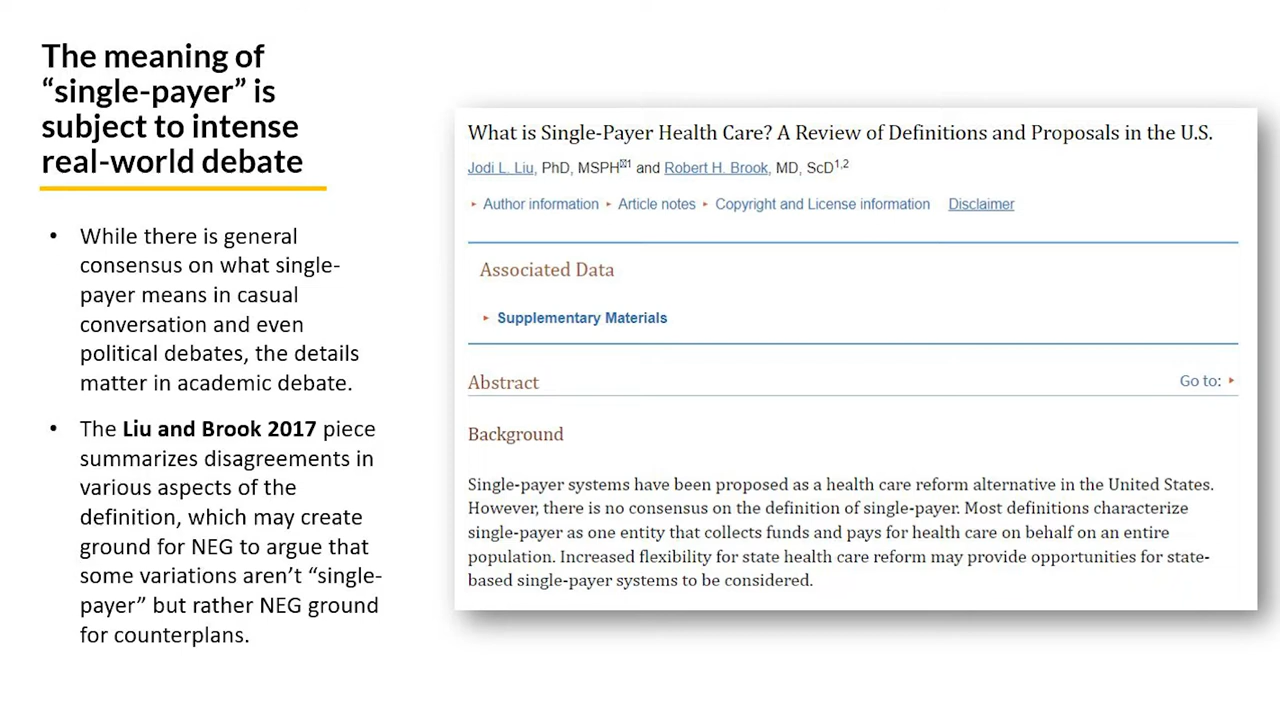 The meaning of
“single-payer” is
subject to intense
real-world debate
• While there is general
consensus on what single-
payer means in casual
conversation and even
political debates, the details
matter in academic debate.
• The Liu and Brook 2017 piece
summarizes disagreements in
various aspects of the
definition, which may create
ground for NEG to argue that
some variations aren’t “single-
payer” but rather NEG ground
for counterplans.
What is Single-Payer Health Care? A Review of Definitions and Proposals in the U.S.
Jodi L. Liu, PhD, MSPH✉1 and Robert H. Brook, MD, ScD1,2
▸ Author information ▸ Article notes ▸ Copyright and License information Disclaimer
Associated Data
▸ Supplementary Materials
Abstract
Go to: ▸
Background
Single-payer systems have been proposed as a health care reform alternative in the United States.
However, there is no consensus on the definition of single-payer. Most definitions characterize
single-payer as one entity that collects funds and pays for health care on behalf on an entire
population. Increased flexibility for state health care reform may provide opportunities for state-
based single-payer systems to be considered.